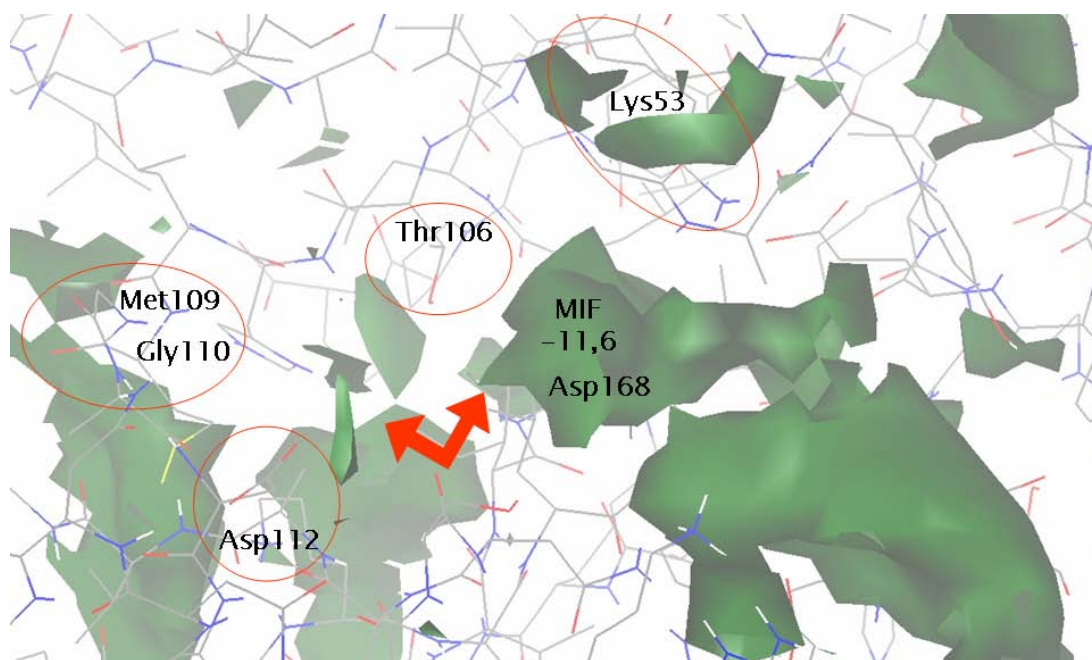 Lys53
Thr106
Met109
Gly110
MIF
-11,6
Asp168
Asp112